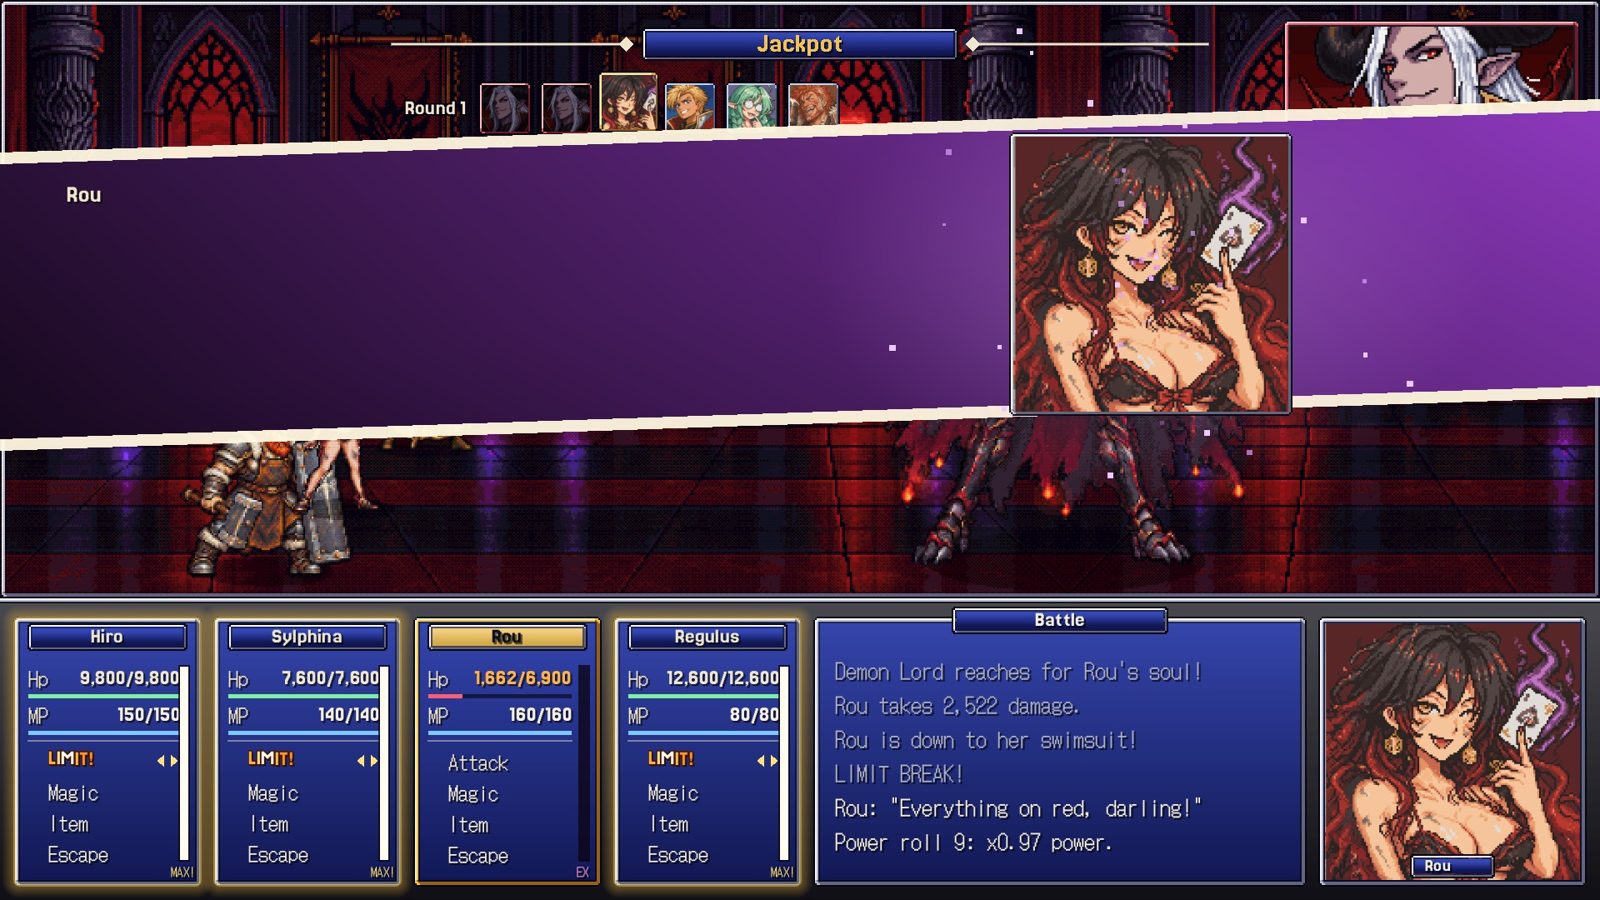 Jackpot
Round 1
Rou
Hiro
Hp 9,800/9,800
MP 150/150
LIMIT!
Magic
Item
Escape
MAX!
Sylphina
Hp 7,600/7,600
MP 140/140
LIMIT!
Magic
Item
Escape
MAX!
Rou
Hp 1,662/6,900
MP 160/160
Attack
Magic
Item
Escape
EX
Regulus
Hp 12,600/12,600
MP 80/80
LIMIT!
Magic
Item
Escape
MAX!
Battle
Demon Lord reaches for Rou's soul!
Rou takes 2,522 damage.
Rou is down to her swimsuit!
LIMIT BREAK!
Rou: "Everything on red, darling!"
Power roll 9: x0.97 power.
Rou